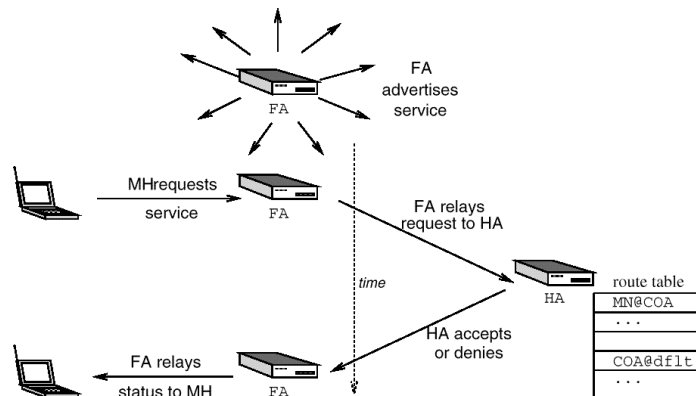 FA
advertises
service
FA
MHrequests
service
FA
FA relays
request to HA
HA
route table
MN@COA
...
COA@dflt
...
time
HA accepts
or denies
FA relays
status to MH
FA